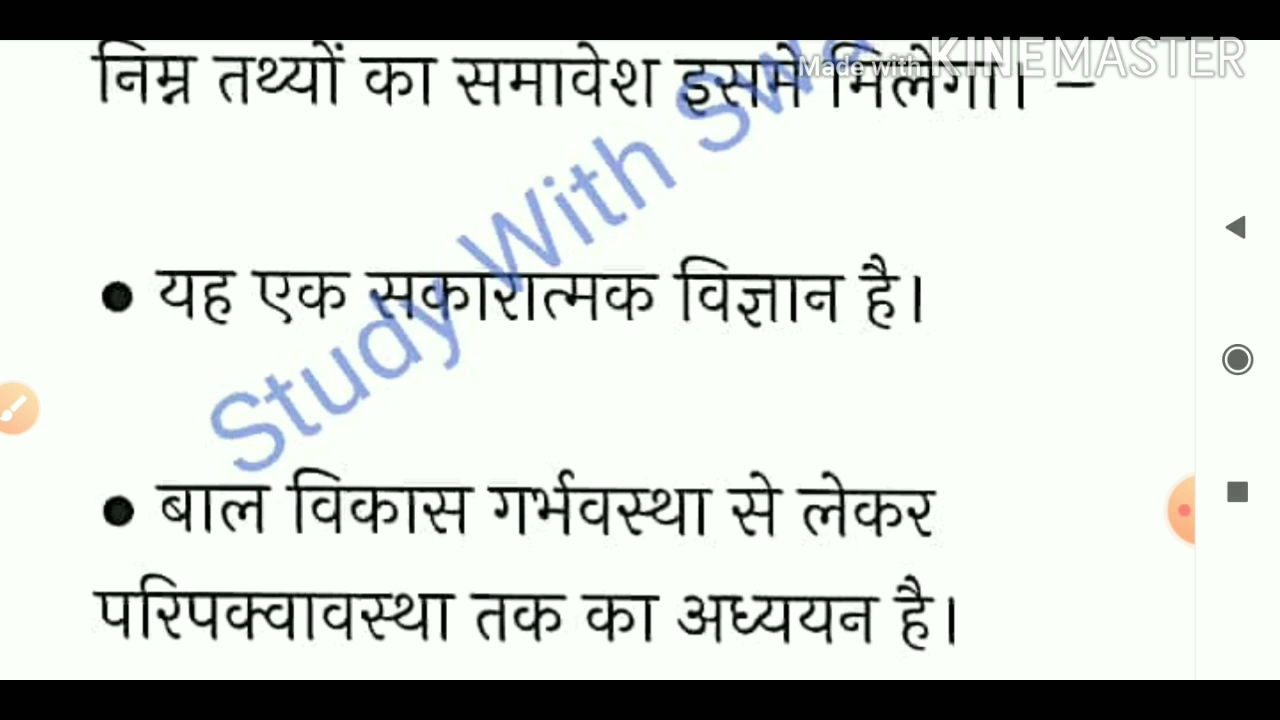 Made with KINEMASTER
निम्न तथ्यों का समावेश इसमें मिलेगा। –
Study With Swa
● यह एक सकारात्मक विज्ञान है।
● बाल विकास गर्भवस्था से लेकर
परिपक्वावस्था तक का अध्ययन है।